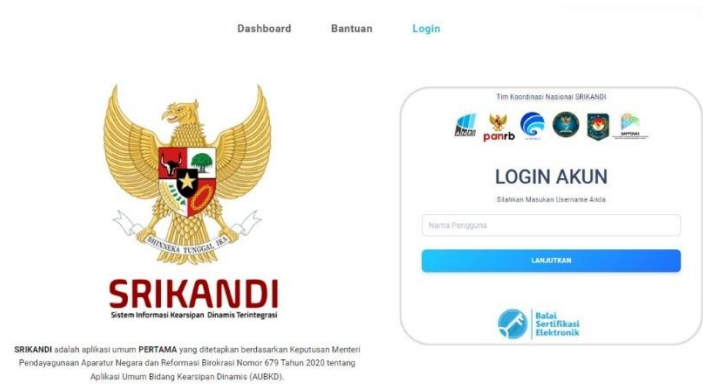 Dashboard Bantuan Login
BHINNEKA TUNGGAL IKA
SRIKANDI
Sistem Informasi Kearsipan Dinamis Terintegrasi
SRIKANDI adalah aplikasi umum PERTAMA yang ditetapkan berdasarkan Keputusan Menteri
Pendayagunaan Aparatur Negara dan Reformasi Birokrasi Nomor 679 Tahun 2020 tentang
Aplikasi Umum Bidang Kearsipan Dinamis (AUBKD).
Tim Koordinasi Nasional SRIKANDI
panrb
LOGIN AKUN
Silahkan Masukan Username Anda
Nama Pengguna
LANJUTKAN
Balai
Sertifikasi
Elektronik